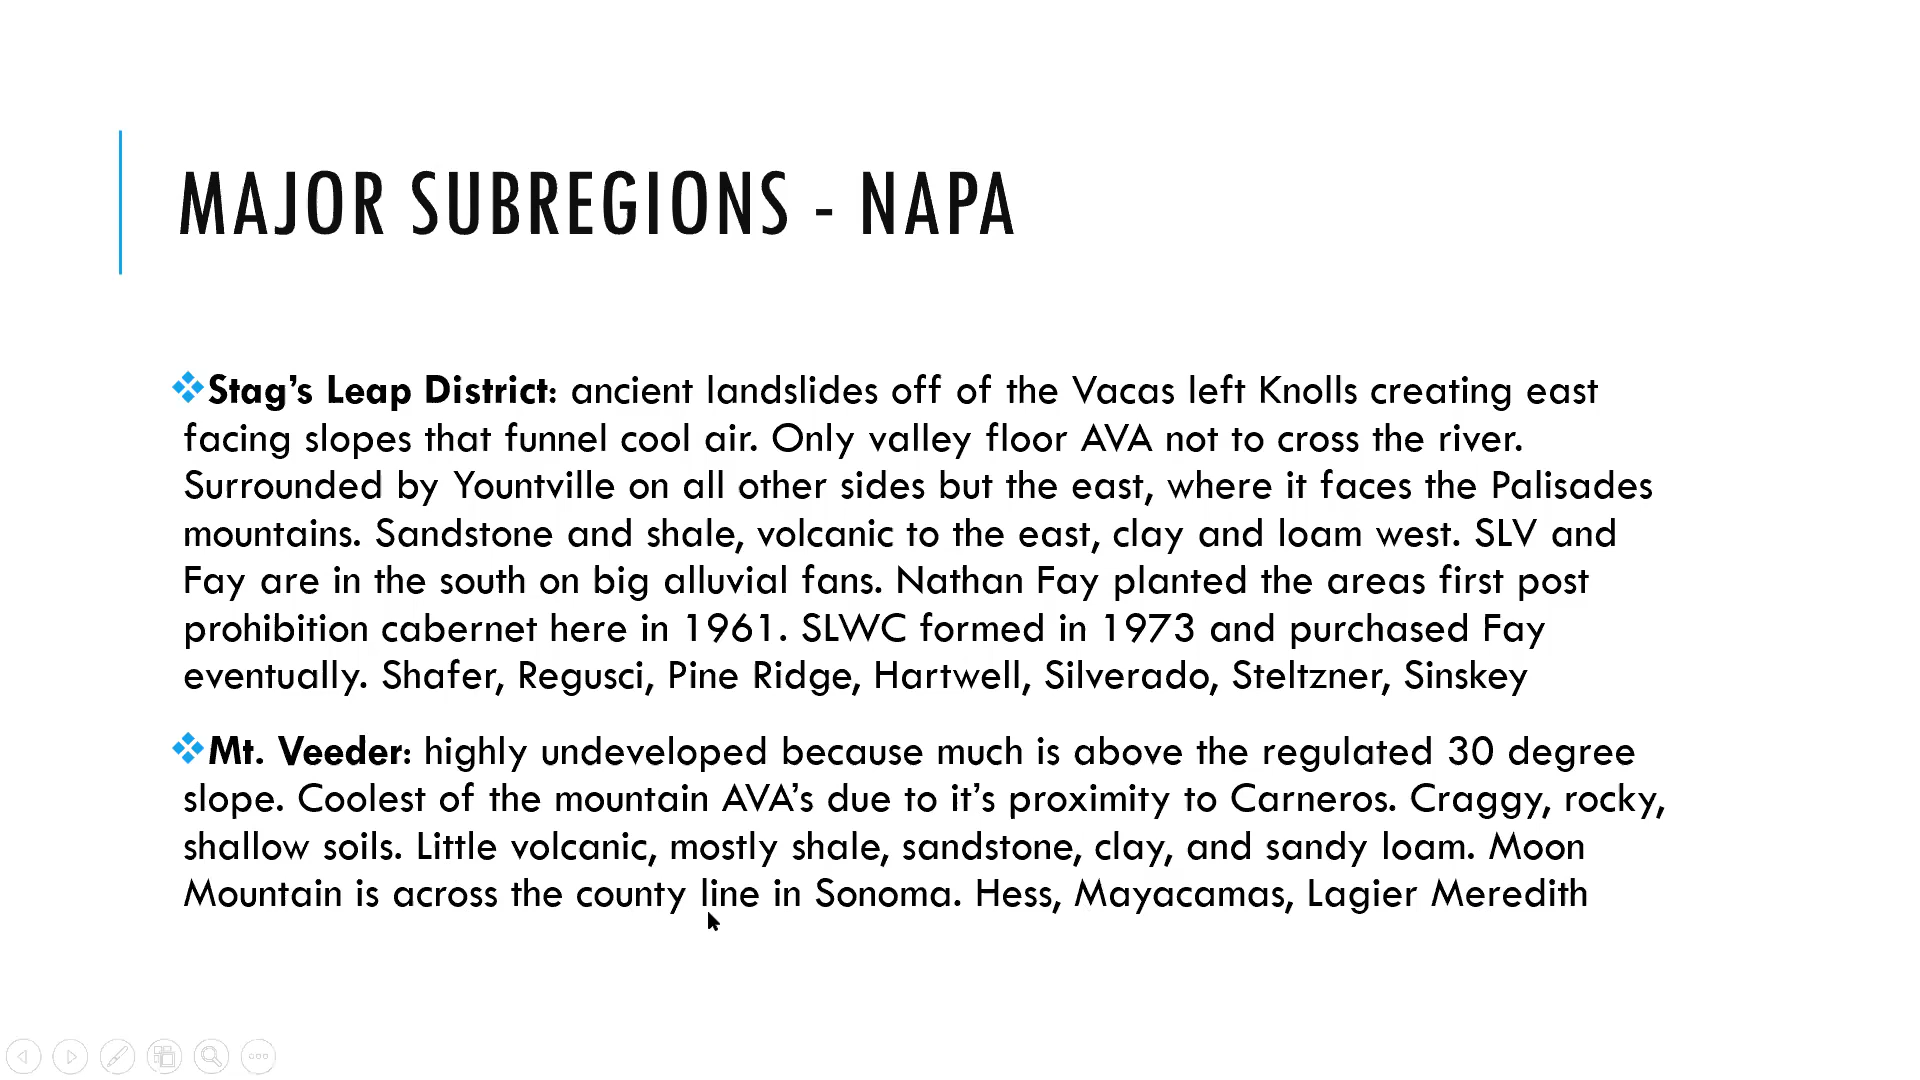 MAJOR SUBREGIONS - NAPA
Stag’s Leap District: ancient landslides off of the Vacas left Knolls creating east
facing slopes that funnel cool air. Only valley floor AVA not to cross the river.
Surrounded by Yountville on all other sides but the east, where it faces the Palisades
mountains. Sandstone and shale, volcanic to the east, clay and loam west. SLV and
Fay are in the south on big alluvial fans. Nathan Fay planted the areas first post
prohibition cabernet here in 1961. SLWC formed in 1973 and purchased Fay
eventually. Shafer, Regusci, Pine Ridge, Hartwell, Silverado, Steltzner, Sinskey
Mt. Veeder: highly undeveloped because much is above the regulated 30 degree
slope. Coolest of the mountain AVA’s due to it’s proximity to Carneros. Craggy, rocky,
shallow soils. Little volcanic, mostly shale, sandstone, clay, and sandy loam. Moon
Mountain is across the county line in Sonoma. Hess, Mayacamas, Lagier Meredith